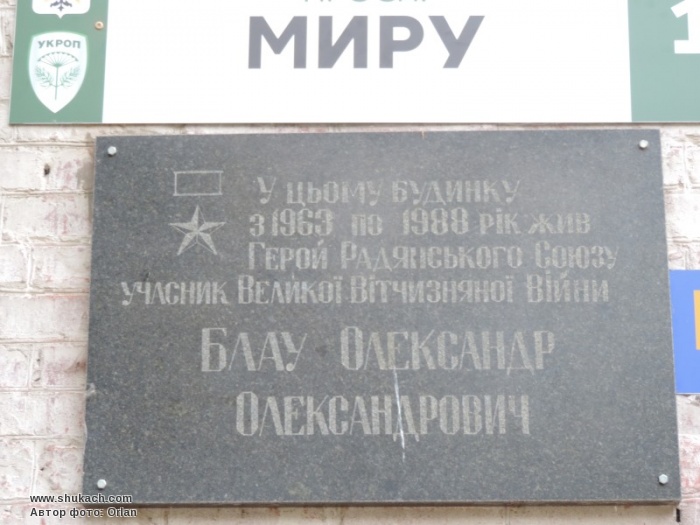 УКРОП
МИРУ
1
У цьому будинку
з 1963 по 1988 рік жив
Герой Радянського Союзу
учасник Великої Вітчизняної Війни
Блау Олександр
Олександрович
www.shukach.com
Автор фото: Orlan